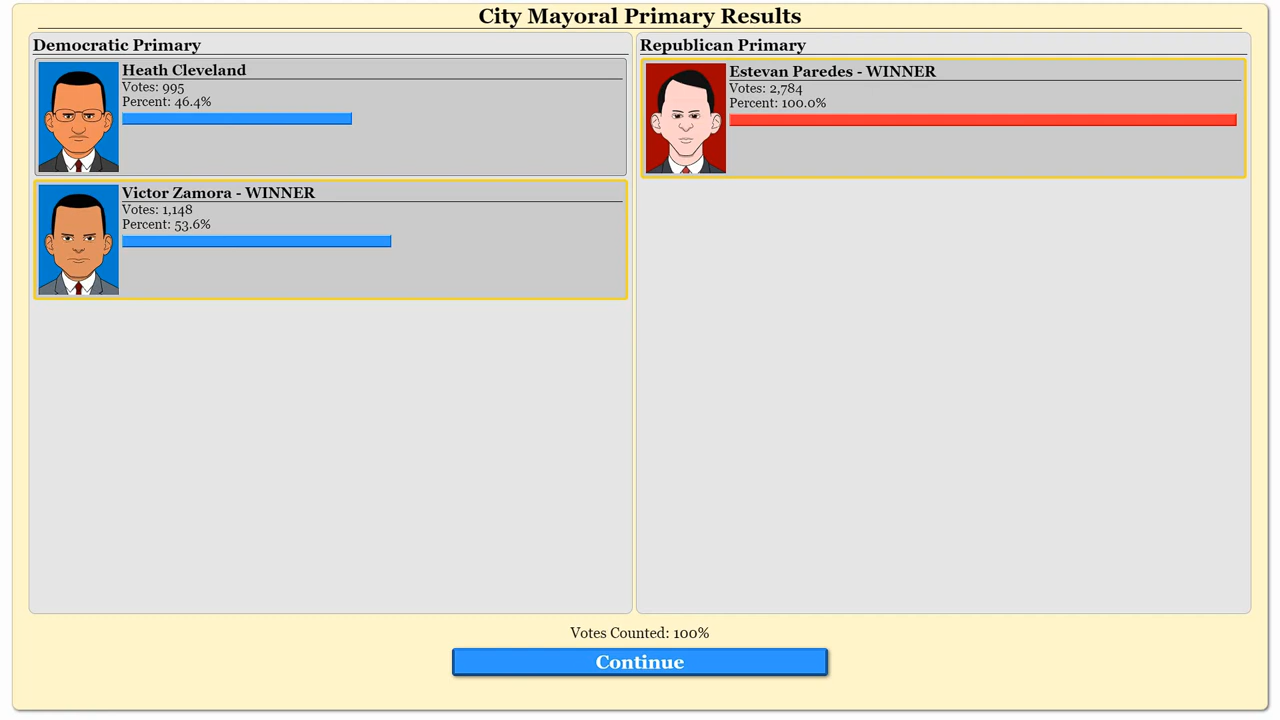 City Mayoral Primary Results
Democratic Primary
Heath Cleveland
Votes: 995
Percent: 46.4%
Victor Zamora - WINNER
Votes: 1,148
Percent: 53.6%
Republican Primary
Estevan Paredes - WINNER
Votes: 2,784
Percent: 100.0%
Votes Counted: 100%
Continue